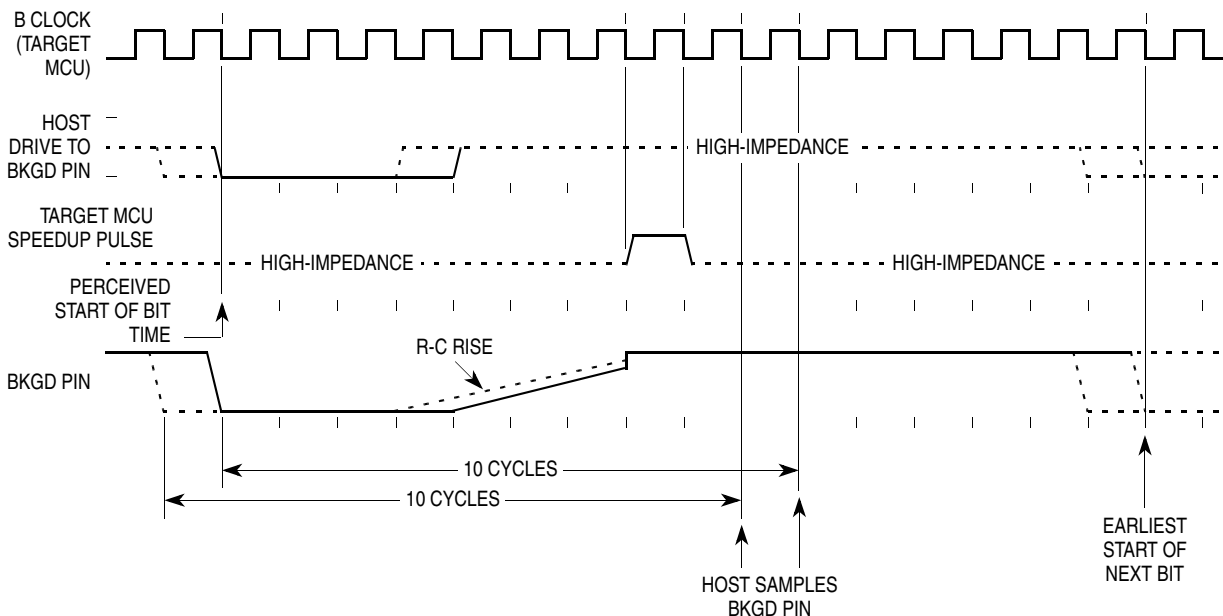 B CLOCK
(TARGET
MCU)
HOST
DRIVE TO
BKGD PIN
HIGH-IMPEDANCE
TARGET MCU
SPEEDUP PULSE
HIGH-IMPEDANCE
HIGH-IMPEDANCE
PERCEIVED
START OF BIT
TIME
R-C RISE
BKGD PIN
10 CYCLES
10 CYCLES
HOST SAMPLES
BKGD PIN
EARLIEST
START OF
NEXT BIT